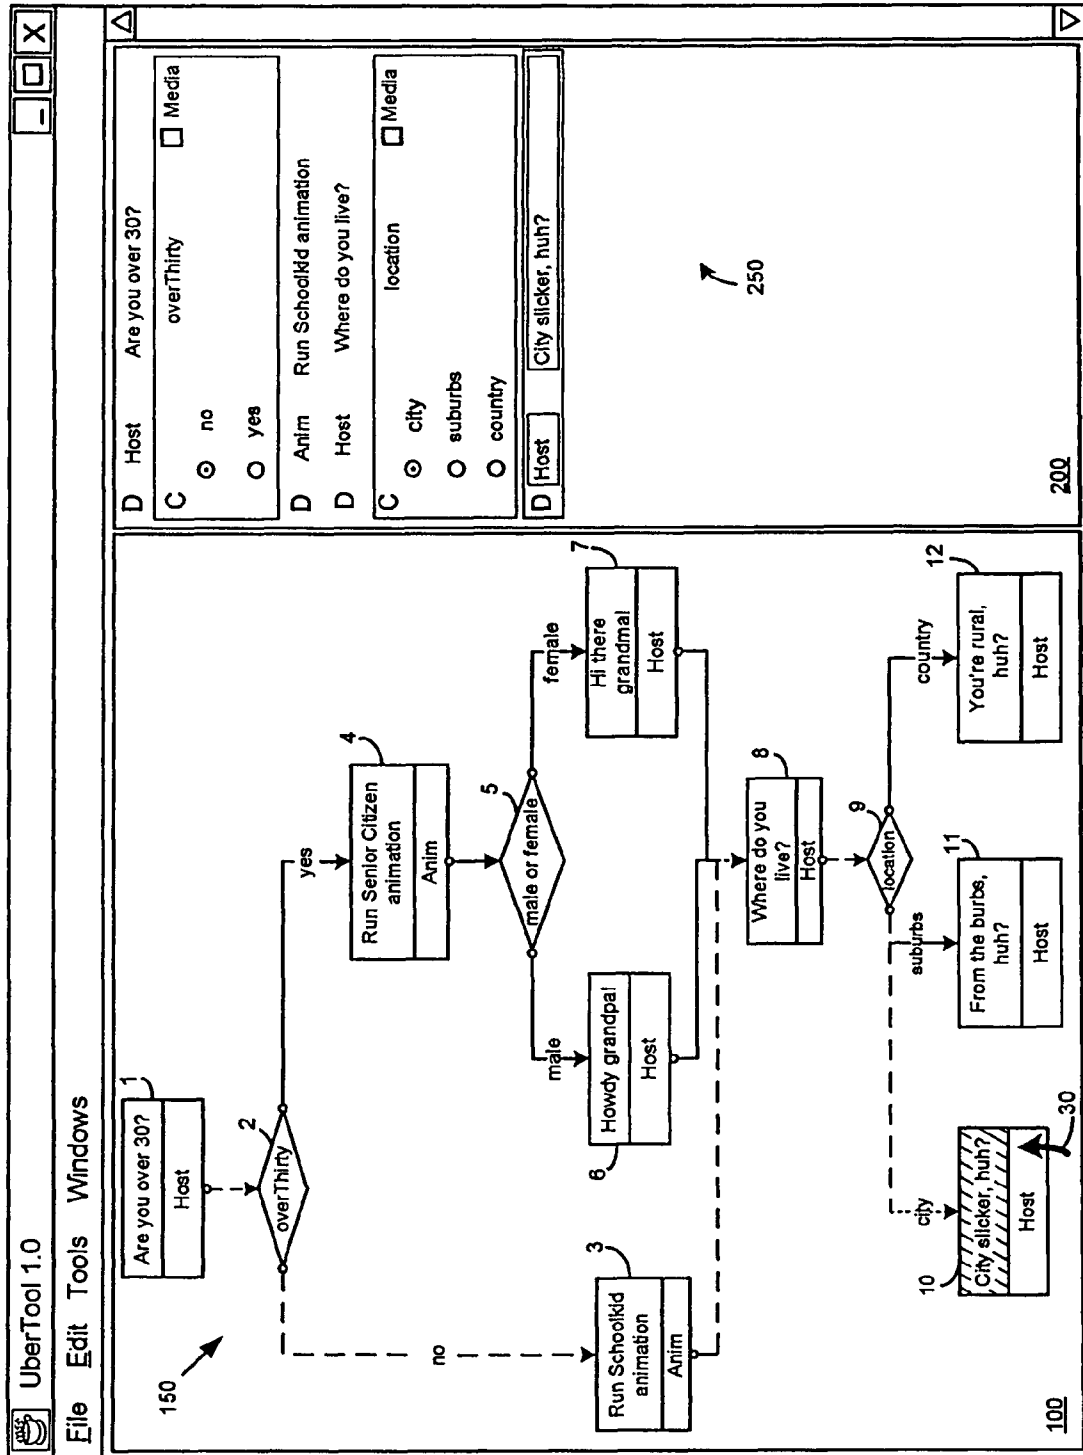 UberTool 1.0
X
File Edit Tools Windows
150
Are you over 30?
Host
1
overThirty
2
no
yes
Run Schoolkid
animation
Anim
3
Run Senior Citizen
animation
Anim
4
male or female
5
male
female
Howdy grandpa!
Host
6
Hi there
grandma!
Host
7
Where do you
live?
Host
8
location
9
city
suburbs
country
City slicker, huh?
Host
10
30
From the burbs,
huh?
Host
11
You're rural,
huh?
Host
12
100
D Host Are you over 30?
C overThirty Media
no
yes
D Anim Run Schoolkid animation
D Host Where do you live?
C location Media
city
suburbs
country
D Host City slicker, huh?
250
200